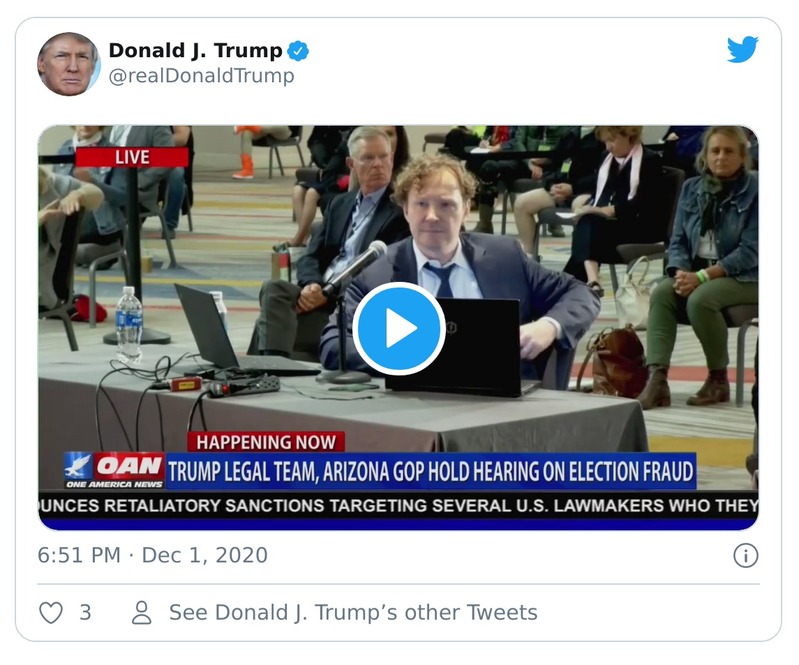 Donald J. Trump
@realDonaldTrump
LIVE
HAPPENING NOW
OAN
ONE AMERICA NEWS
TRUMP LEGAL TEAM, ARIZONA GOP HOLD HEARING ON ELECTION FRAUD
OUNCES RETALIATORY SANCTIONS TARGETING SEVERAL U.S. LAWMAKERS WHO THEY
6:51 PM · Dec 1, 2020
3
See Donald J. Trump’s other Tweets